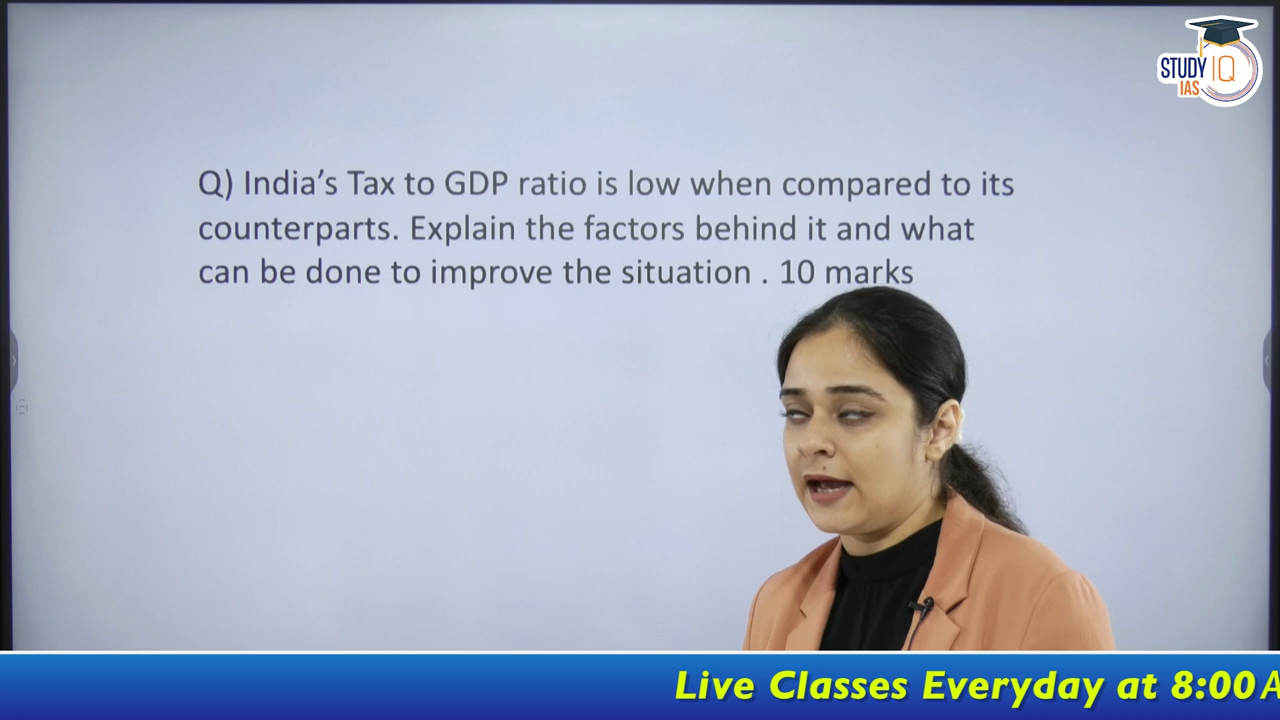 STUDY IQ
IAS
Q) India's Tax to GDP ratio is low when compared to its
counterparts. Explain the factors behind it and what
can be done to improve the situation . 10 marks
Live Classes Everyday at 8:00 A